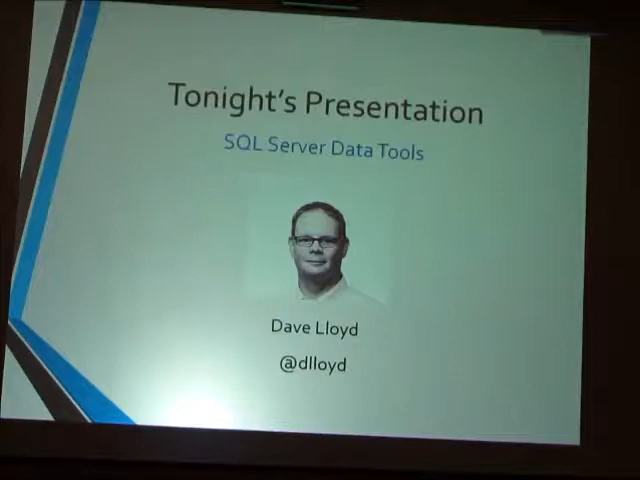 Tonight's Presentation
SQL Server Data Tools
Dave Lloyd
@dlloyd